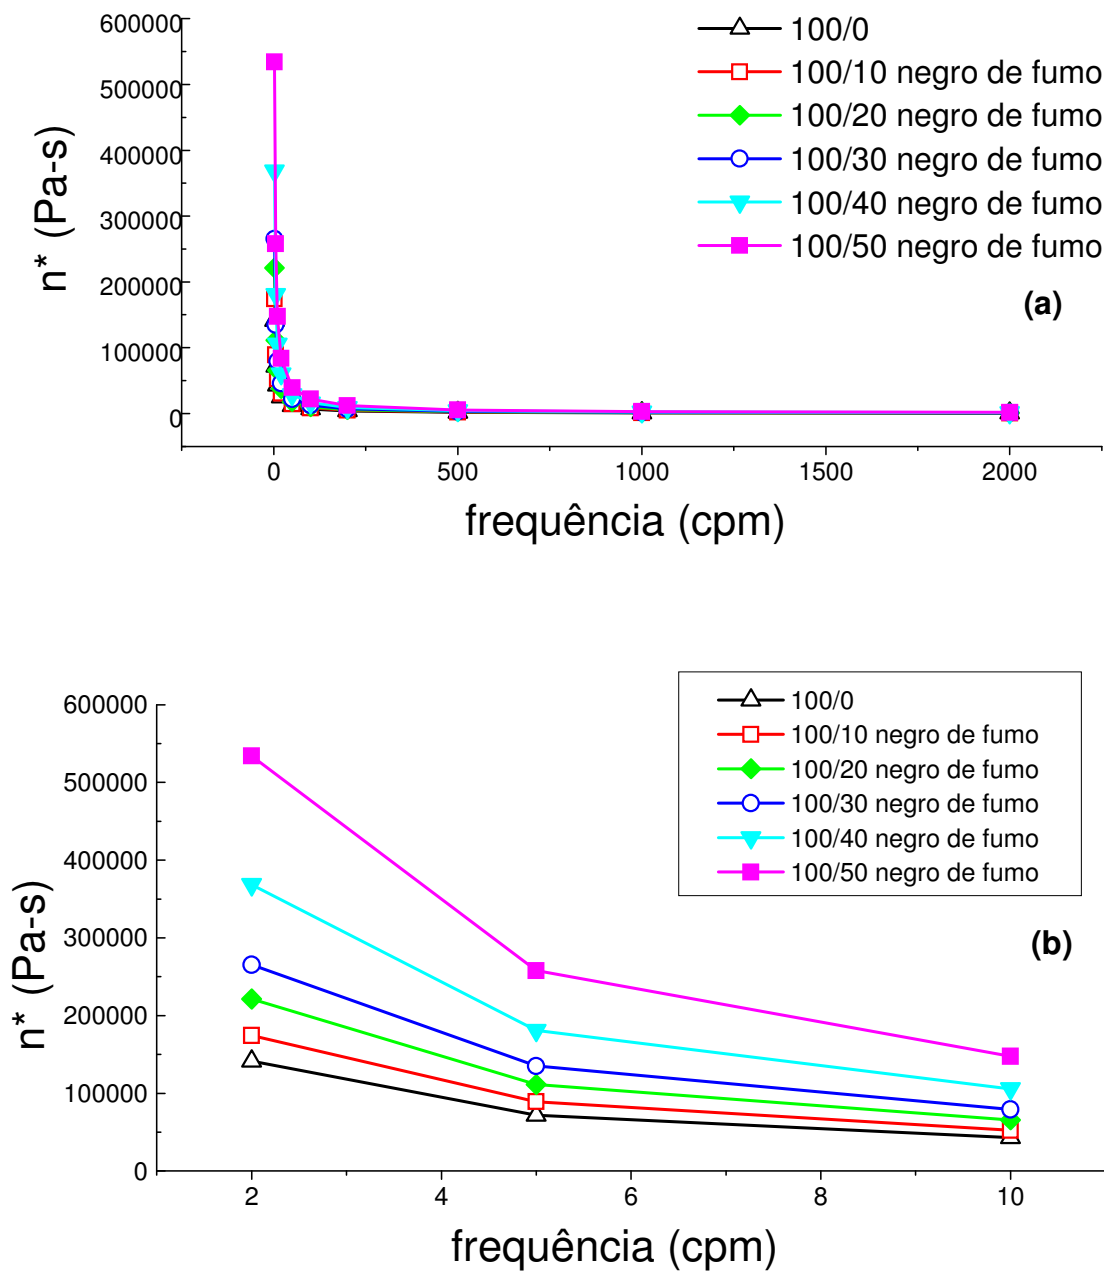 600000
500000
400000
300000
200000
100000
0
n* (Pa-s)
100/0
100/10 negro de fumo
100/20 negro de fumo
100/30 negro de fumo
100/40 negro de fumo
100/50 negro de fumo
(a)
0 500 1000 1500 2000
frequência (cpm)
600000
500000
400000
300000
200000
100000
0
n* (Pa-s)
100/0
100/10 negro de fumo
100/20 negro de fumo
100/30 negro de fumo
100/40 negro de fumo
100/50 negro de fumo
(b)
2 4 6 8 10
frequência (cpm)